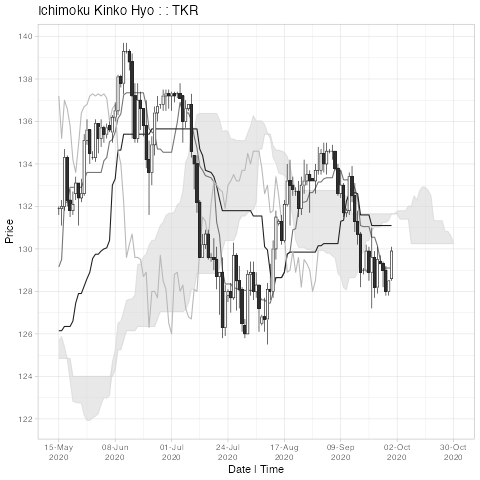 Ichimoku Kinko Hyo : : TKR
140
138
136
134
132
130
128
126
124
122
Price
15-May 08-Jun 01-Jul 24-Jul 17-Aug 09-Sep 02-Oct 30-Oct
2020 2020 2020 2020 2020 2020 2020 2020
Date | Time